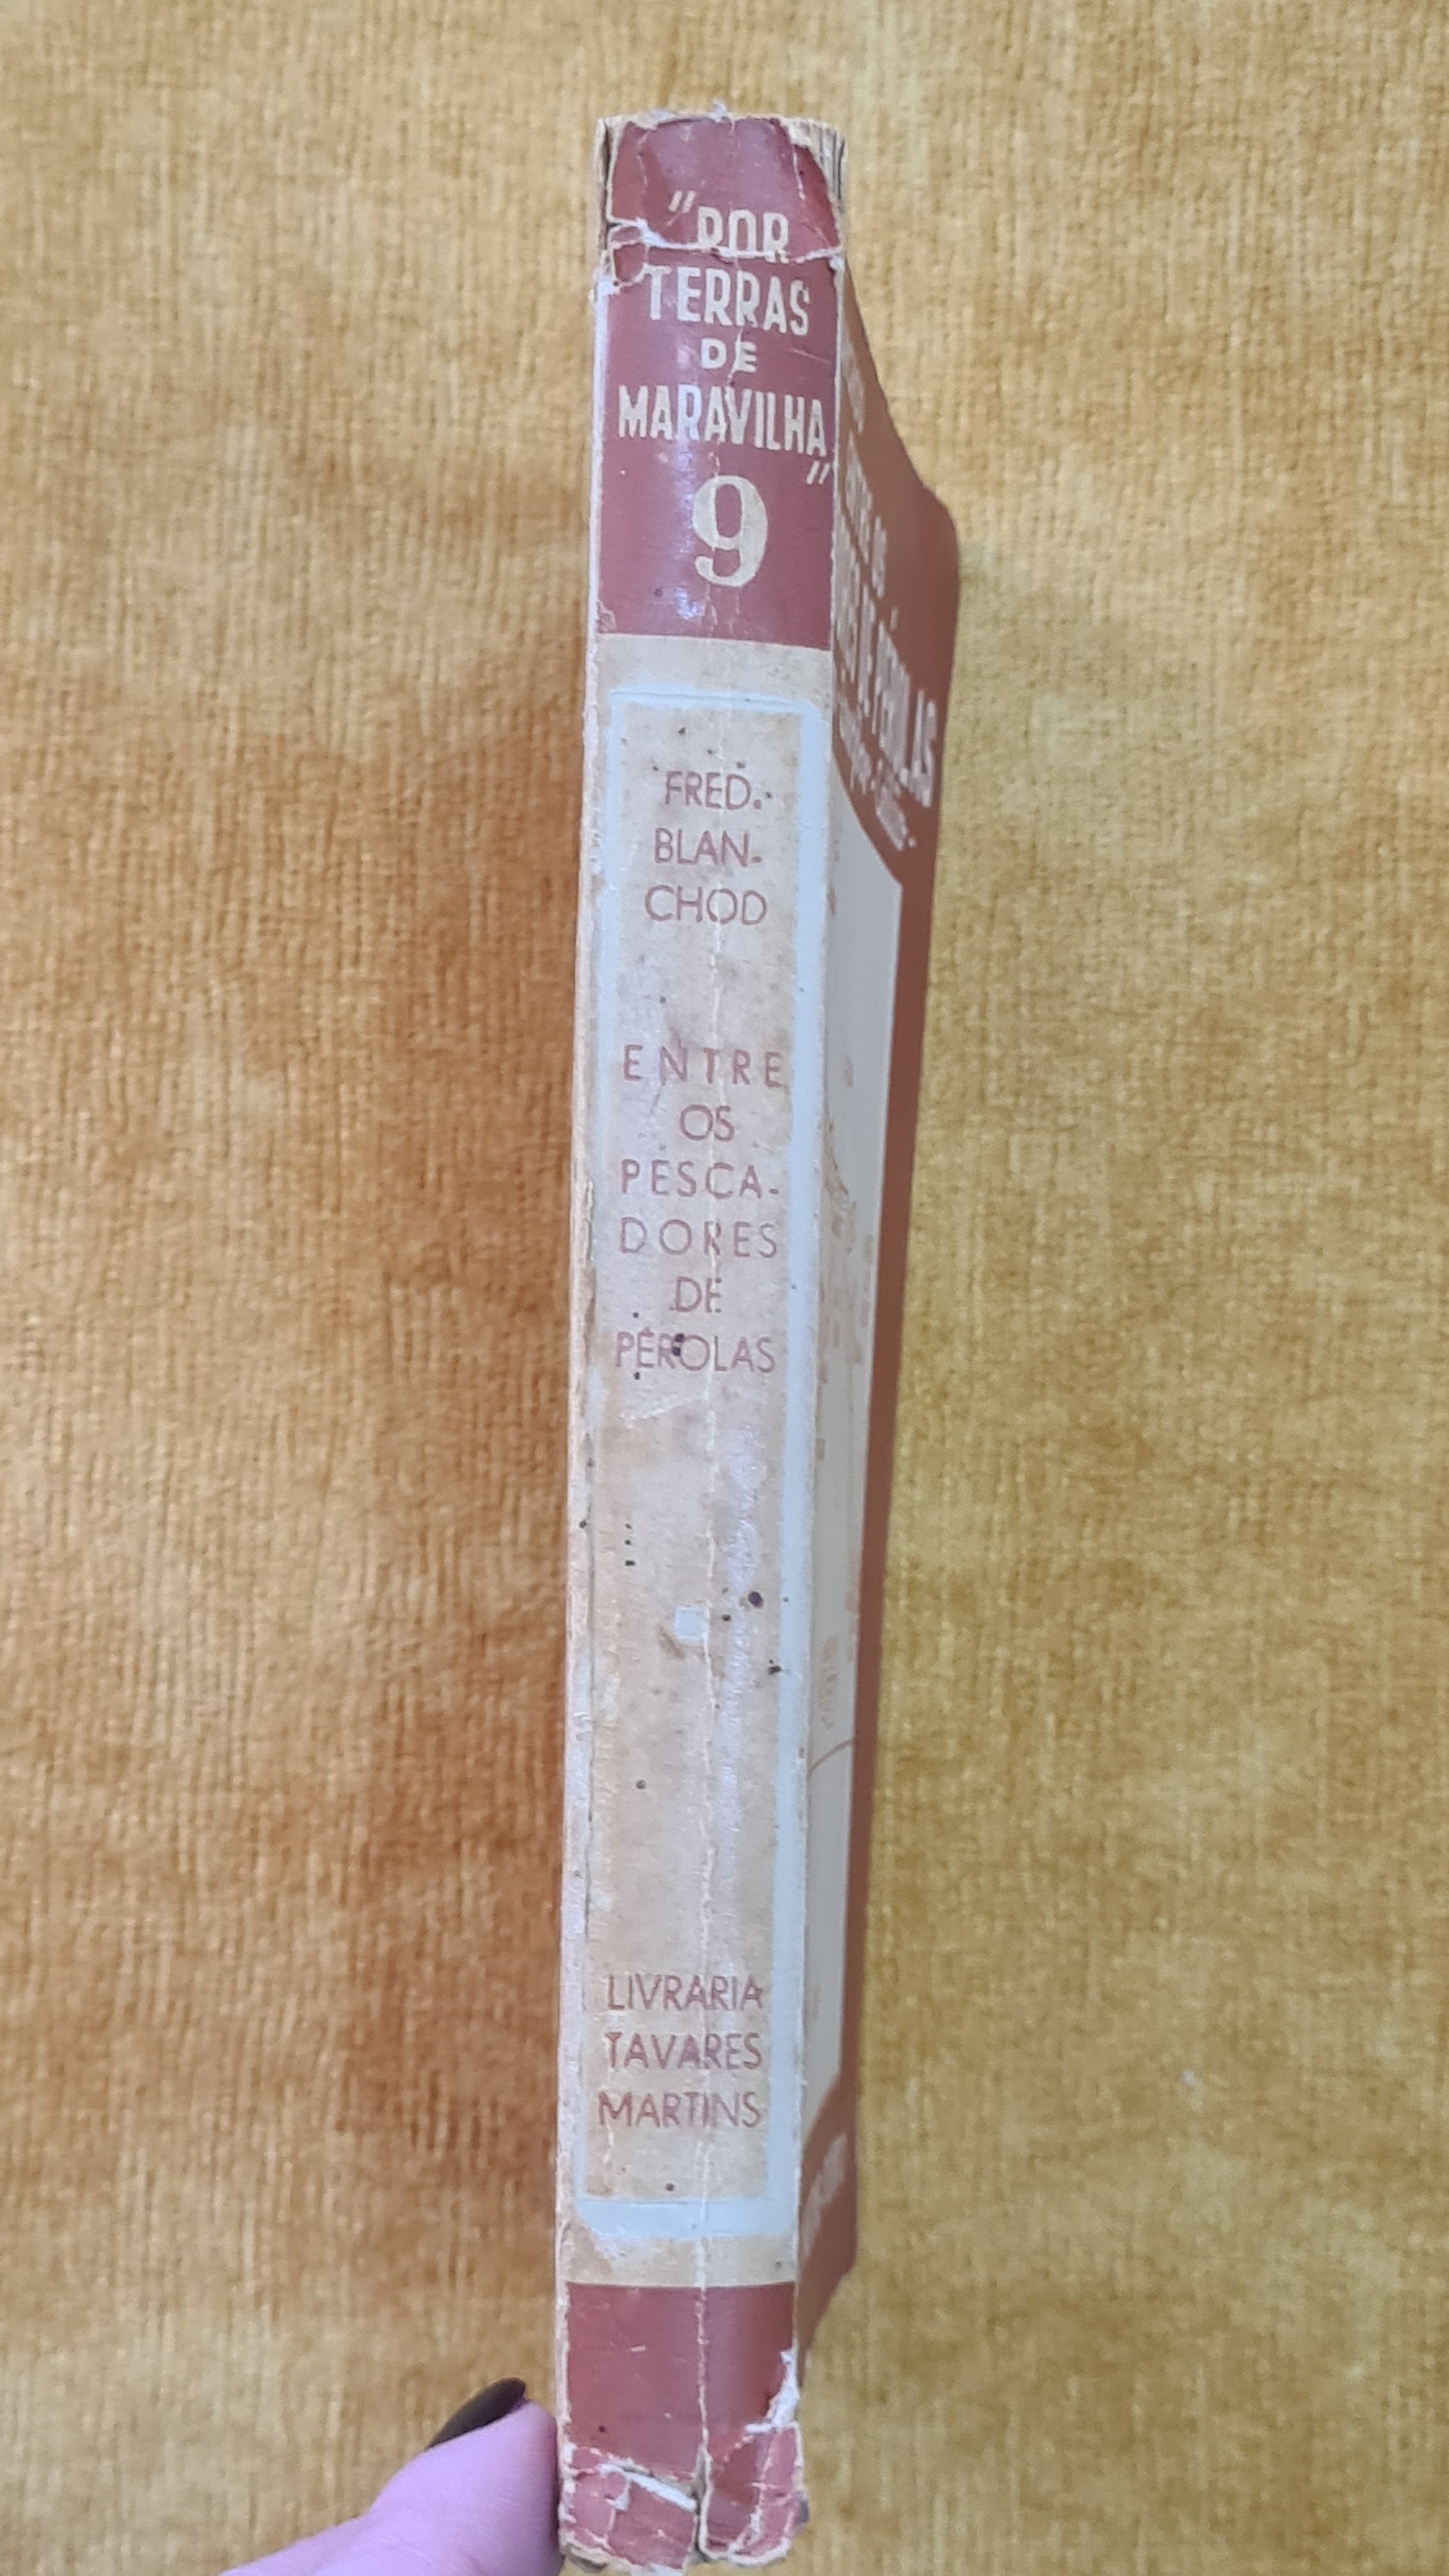 "POR
TERRAS
DE
MARAVILHA"
9
FRED.
BLAN-
CHOD
ENTRE
OS
PESCA-
DORES
DE
PÉROLAS
LIVRARIA
TAVARES
MARTINS